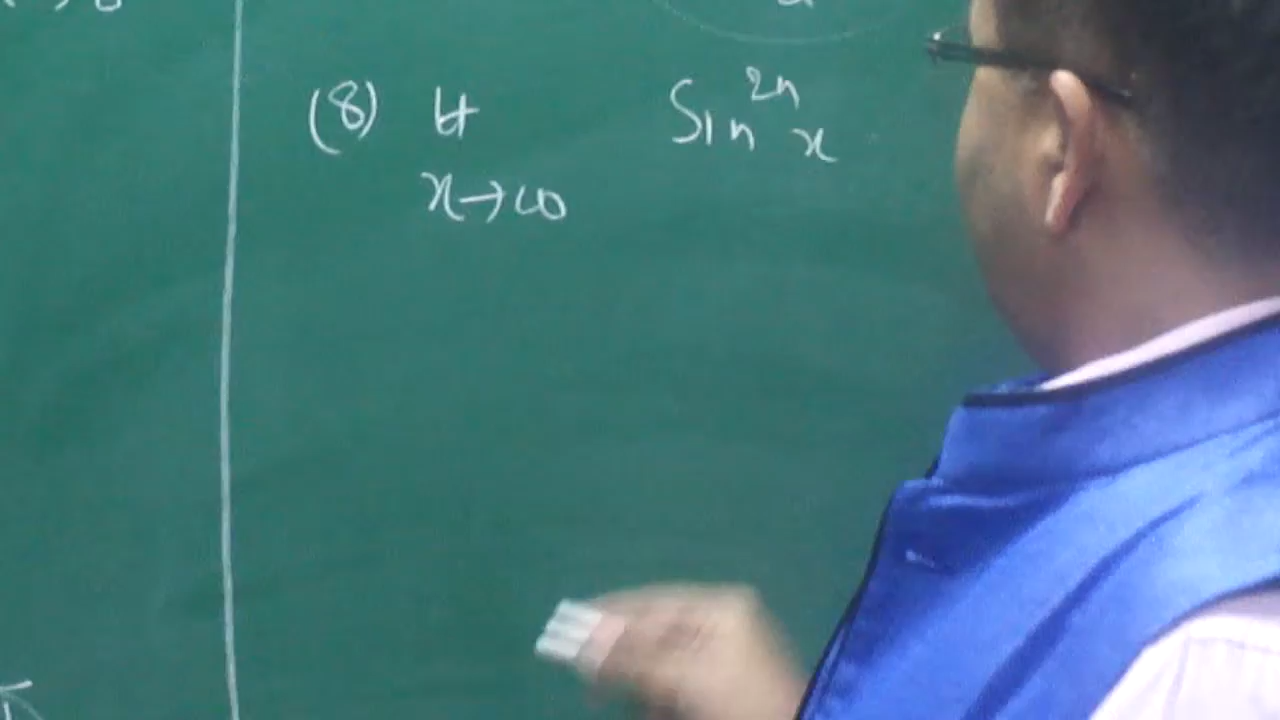 (8) Lt Sin^{2n} x
x→∞